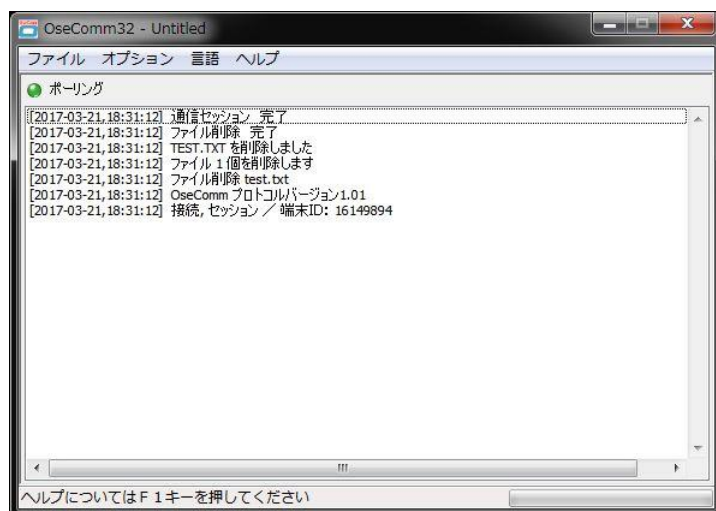 OseComm32 - Untitled
ファイル オプション 言語 ヘルプ
ポーリング
[2017-03-21,18:31:12] 通信セッション 完了
[2017-03-21,18:31:12] ファイル削除 完了
[2017-03-21,18:31:12] TEST.TXT を削除しました
[2017-03-21,18:31:12] ファイル 1 個を削除します
[2017-03-21,18:31:12] ファイル削除 test.txt
[2017-03-21,18:31:12] OseComm プロトコルバージョン1.01
[2017-03-21,18:31:12] 接続, セッション ／ 端末ID: 16149894
ヘルプについてはF 1キーを押してください